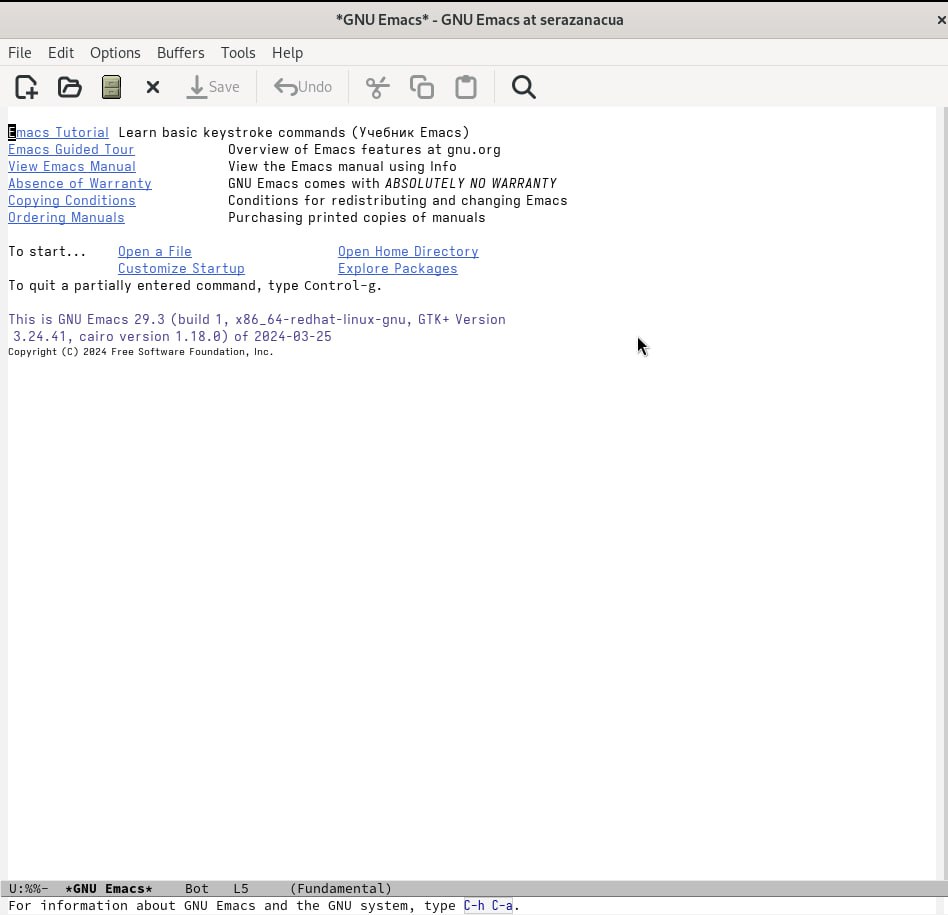 *GNU Emacs* - GNU Emacs at serazanacua
File Edit Options Buffers Tools Help
Save Undo
Emacs Tutorial Learn basic keystroke commands (Учебник Emacs)
Emacs Guided Tour Overview of Emacs features at gnu.org
View Emacs Manual View the Emacs manual using Info
Absence of Warranty GNU Emacs comes with ABSOLUTELY NO WARRANTY
Copying Conditions Conditions for redistributing and changing Emacs
Ordering Manuals Purchasing printed copies of manuals
To start... Open a File Open Home Directory
Customize Startup Explore Packages
To quit a partially entered command, type Control-g.
This is GNU Emacs 29.3 (build 1, x86_64-redhat-linux-gnu, GTK+ Version
3.24.41, cairo version 1.18.0) of 2024-03-25
Copyright (C) 2024 Free Software Foundation, Inc.
U:%%- *GNU Emacs* Bot L5 (Fundamental)
For information about GNU Emacs and the GNU system, type C-h C-a.